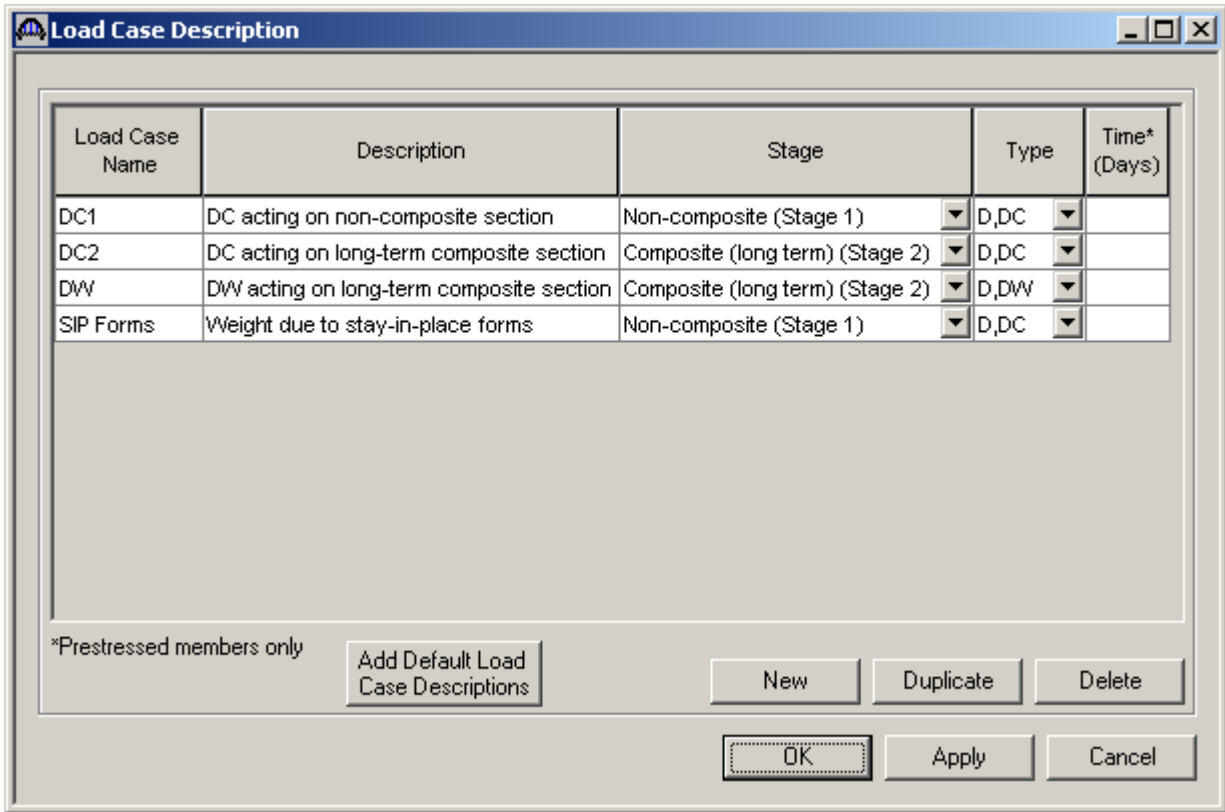 Load Case Description
Load Case Name Description Stage Type Time* (Days)
DC1 DC acting on non-composite section Non-composite (Stage 1) D,DC
DC2 DC acting on long-term composite section Composite (long term) (Stage 2) D,DC
DW DW acting on long-term composite section Composite (long term) (Stage 2) D,DW
SIP Forms Weight due to stay-in-place forms Non-composite (Stage 1) D,DC
*Prestressed members only
Add Default Load
Case Descriptions
New Duplicate Delete
OK Apply Cancel